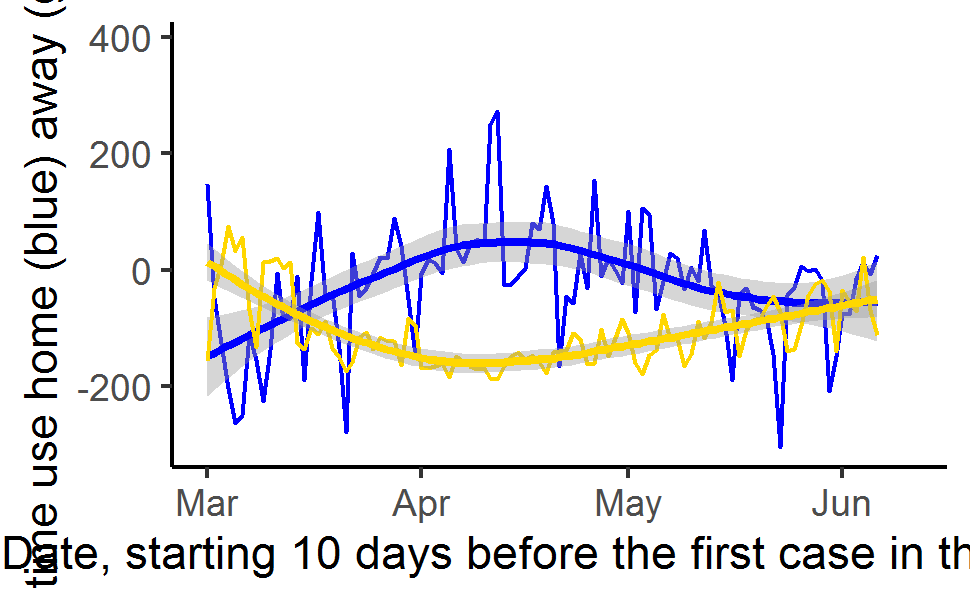 time use home (blue) away (
400
200
0
-200
Mar Apr May Jun
Date, starting 10 days before the first case in th